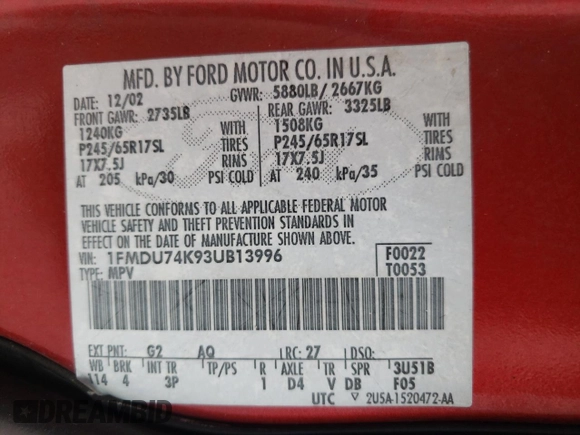 MFD. BY FORD MOTOR CO. IN U.S.A.
DATE: 12/02 GVWR: 5880LB/ 2667KG
FRONT GAWR: 2735LB REAR GAWR: 3325LB
1240KG WITH 1508KG WITH
P245/65R17SL TIRES P245/65R17SL TIRES
17X7.5J RIMS 17X7.5J RIMS
AT 205 kPa/30 PSI COLD AT 240 kPa/35 PSI COLD
THIS VEHICLE CONFORMS TO ALL APPLICABLE FEDERAL MOTOR
VEHICLE SAFETY AND THEFT PREVENTION STANDARDS IN
EFFECT ON THE DATE OF MANUFACTURE SHOWN ABOVE.
VIN: 1FMDU74K93UB13996 F0022
TYPE: MPV T0053
EXT PNT: G2 AQ RC: 27 DSO:
WB BRK INT TR TP/PS R AXLE TR SPR 3U51B
114 4 3P 1 D4 V DB F05
UTC ▽ 2U5A-1520472-AA
DREAMBID